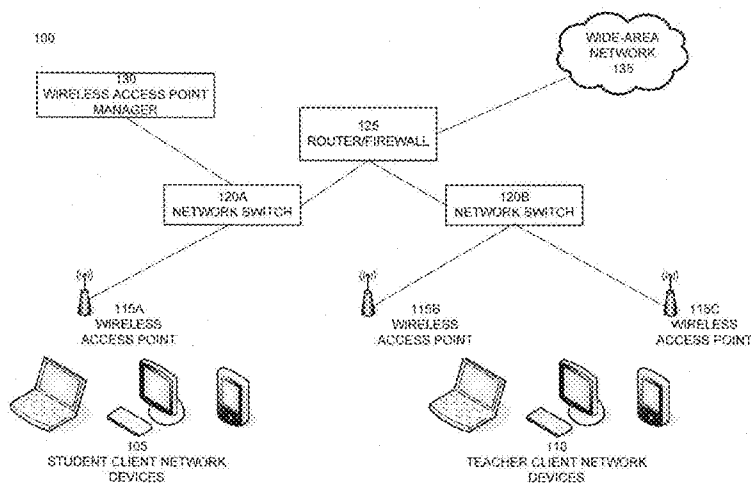 100
WIDE-AREA
NETWORK
135
130
WIRELESS ACCESS POINT
MANAGER
125
ROUTER/FIREWALL
120A
NETWORK SWITCH
120B
NETWORK SWITCH
115A
WIRELESS
ACCESS POINT
115B
WIRELESS
ACCESS POINT
115C
WIRELESS
ACCESS POINT
105
STUDENT CLIENT NETWORK
DEVICES
110
TEACHER CLIENT NETWORK
DEVICES